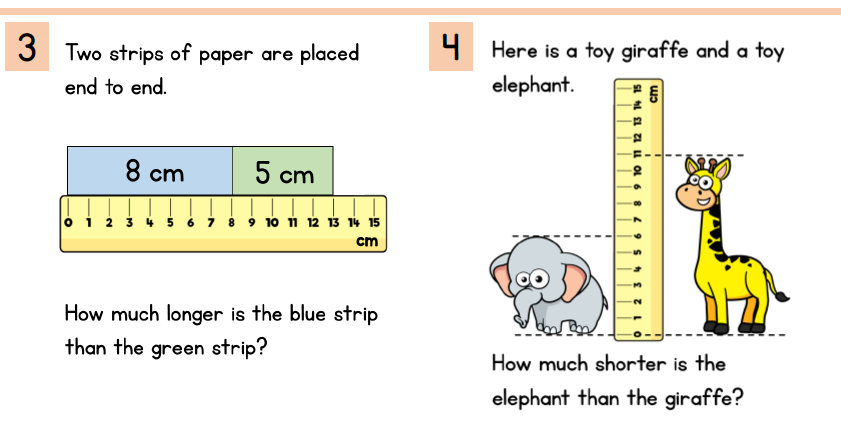 3
Two strips of paper are placed
end to end.
8 cm
5 cm
0 1 2 3 4 5 6 7 8 9 10 11 12 13 14 15
cm
How much longer is the blue strip
than the green strip?
4
Here is a toy giraffe and a toy
elephant.
0 1 2 3 4 5 6 7 8 9 10 11 12 13 14 15
cm
How much shorter is the
elephant than the giraffe?